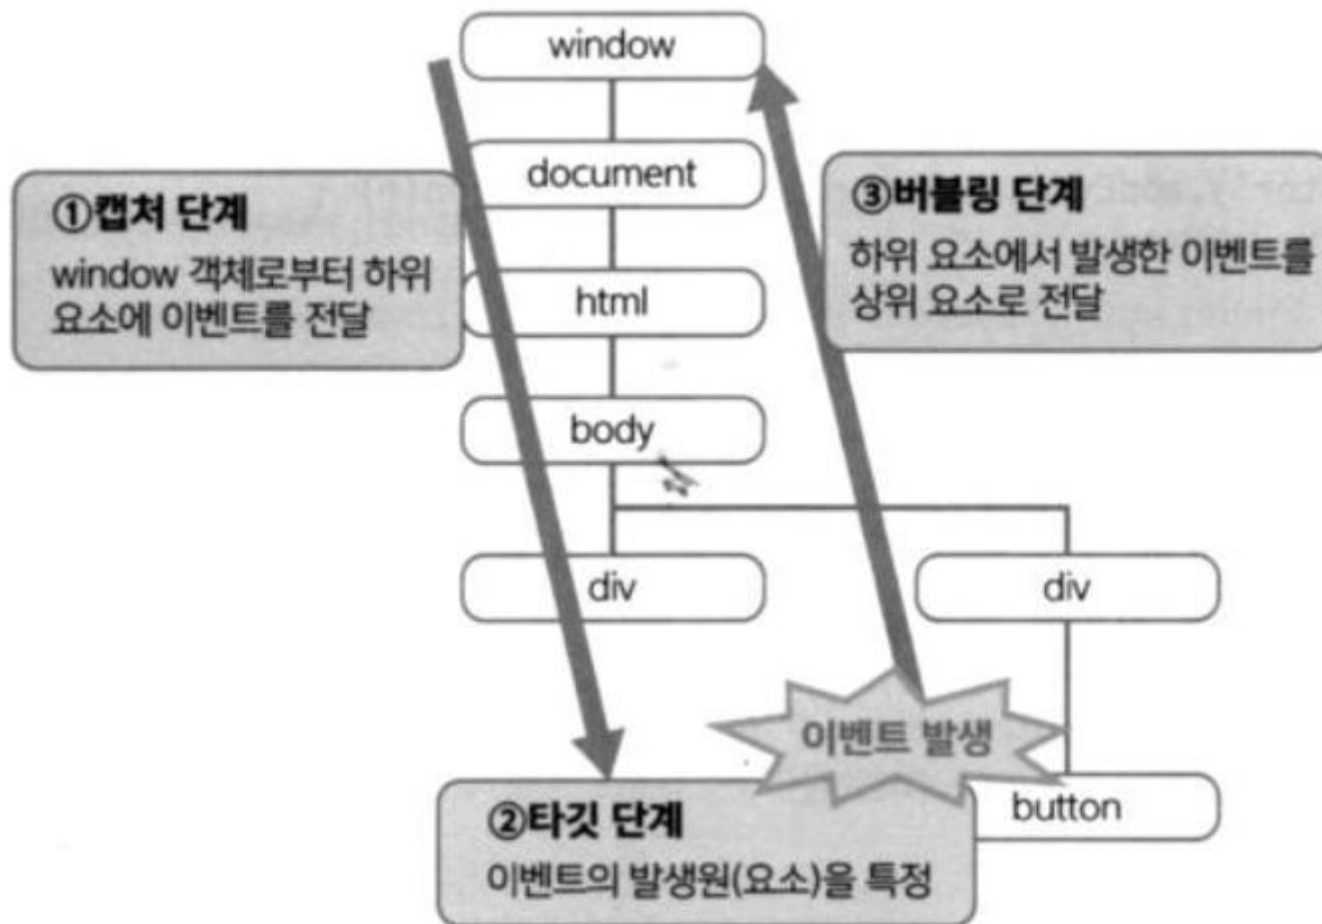 window
document
①캡처 단계
window 객체로부터 하위
요소에 이벤트를 전달
③버블링 단계
하위 요소에서 발생한 이벤트를
상위 요소로 전달
html
body
div
div
이벤트 발생
button
②타깃 단계
이벤트의 발생원(요소)을 특정